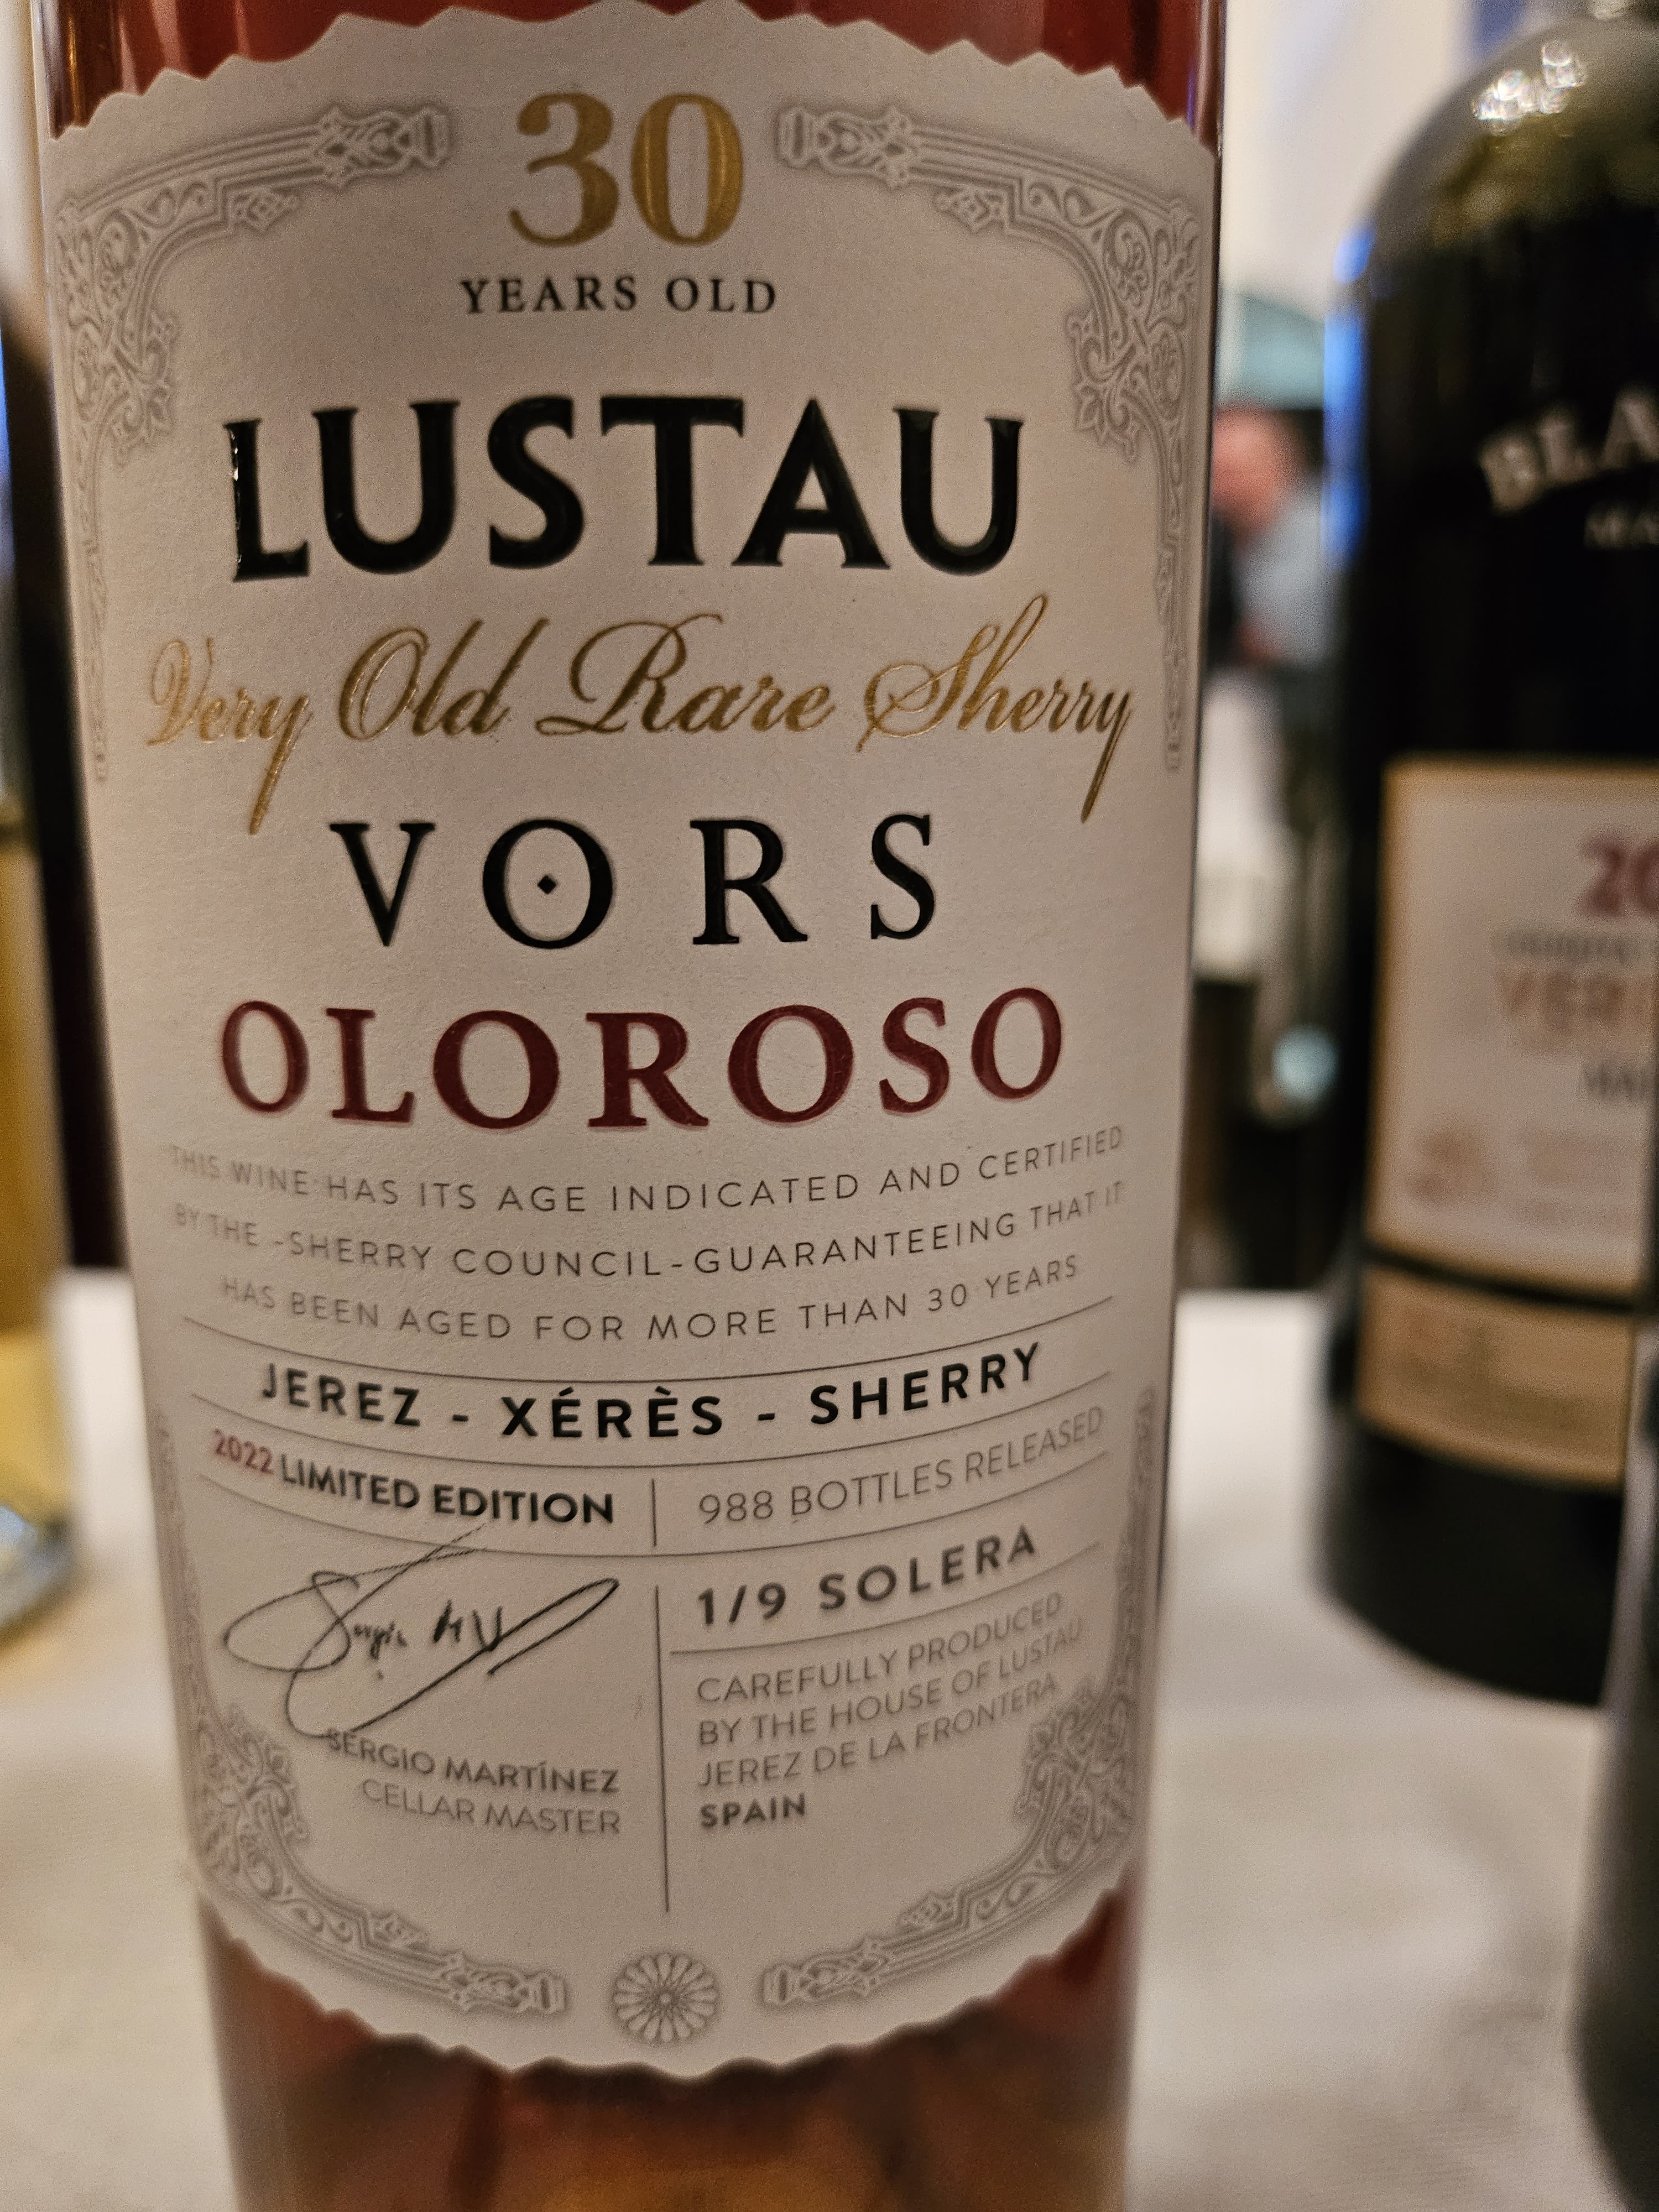 30
YEARS OLD
LUSTAU
Very Old Rare Sherry
VORS
OLOROSO
THIS WINE HAS ITS AGE INDICATED AND CERTIFIED
BY THE -SHERRY COUNCIL-GUARANTEEING THAT IT
HAS BEEN AGED FOR MORE THAN 30 YEARS
JEREZ - XÉRÈS - SHERRY
2022 LIMITED EDITION
988 BOTTLES RELEASED
1/9 SOLERA
CAREFULLY PRODUCED
BY THE HOUSE OF LUSTAU
JEREZ DE LA FRONTERA
SPAIN
SERGIO MARTÍNEZ
CELLAR MASTER
BLA
20